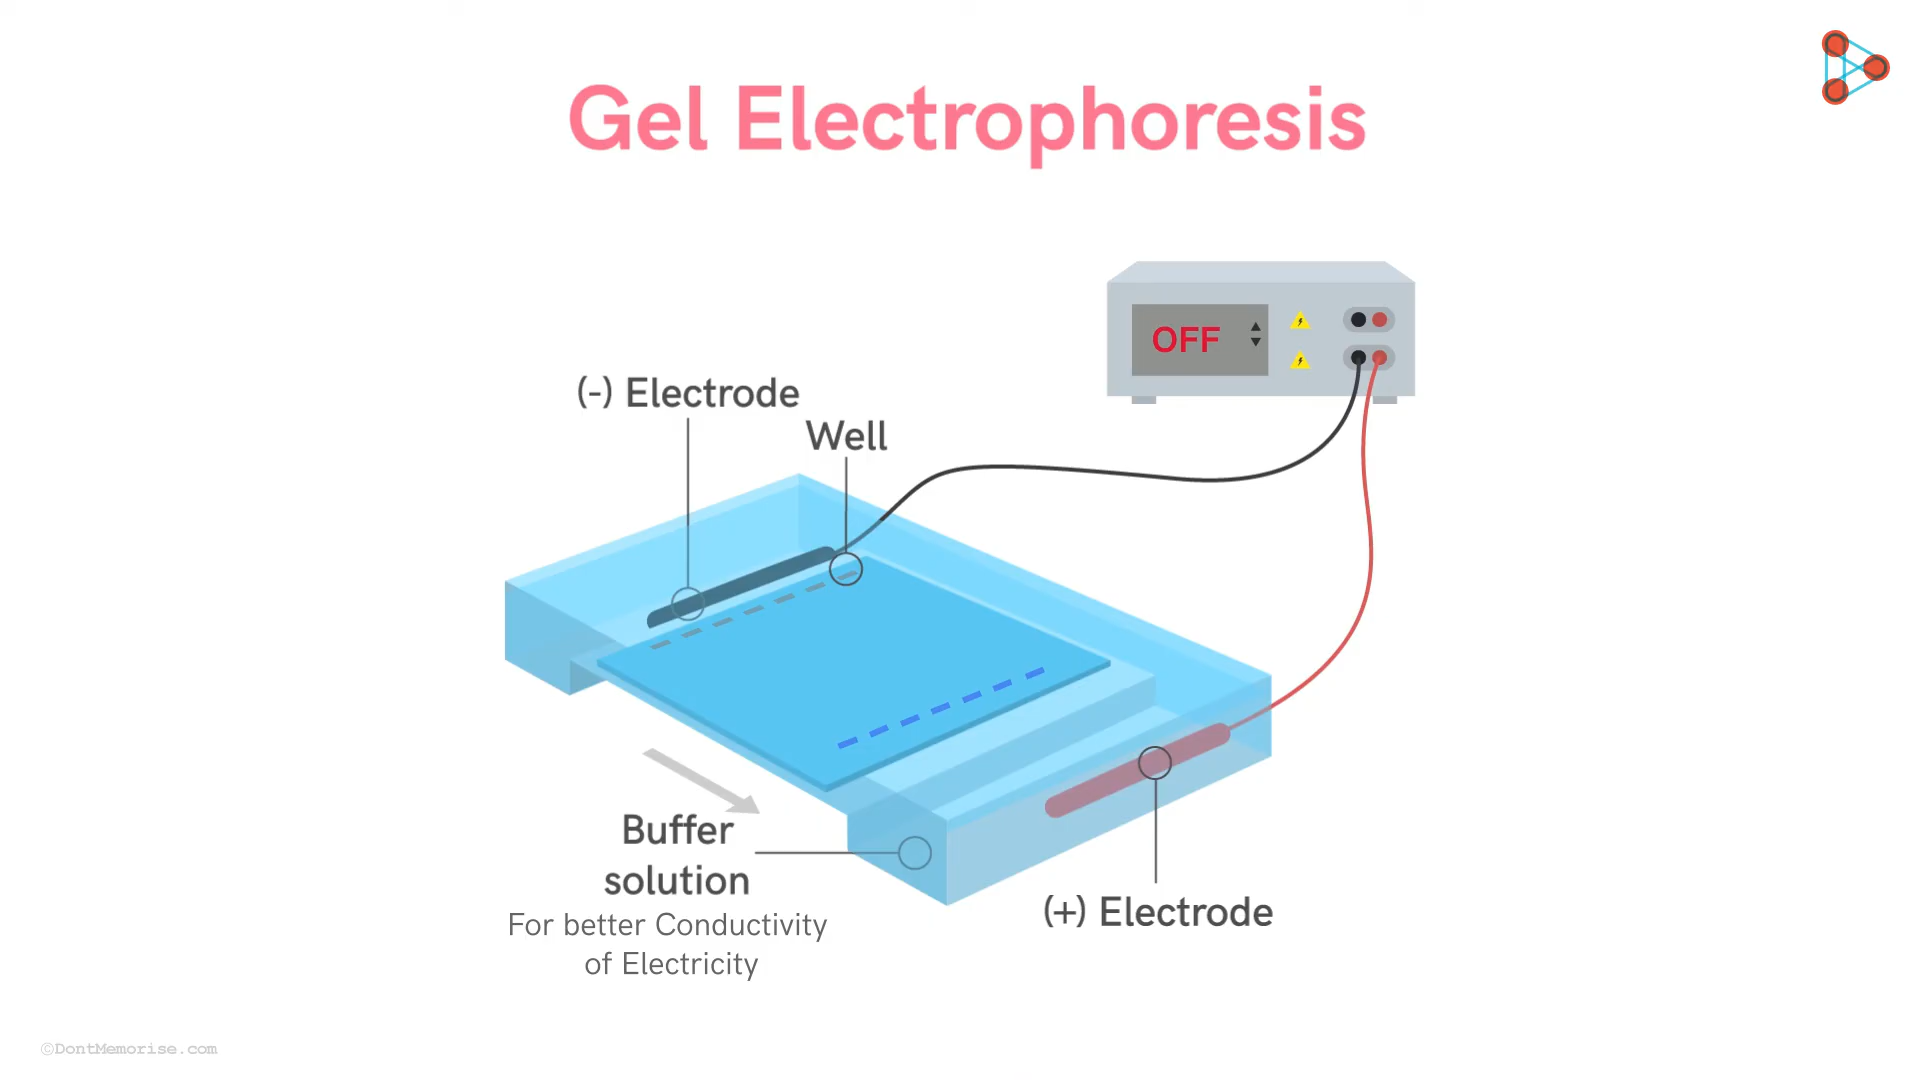 Gel Electrophoresis
OFF
(-) Electrode
Well
Buffer
solution
For better Conductivity
of Electricity
(+) Electrode
©DontMemorise.com